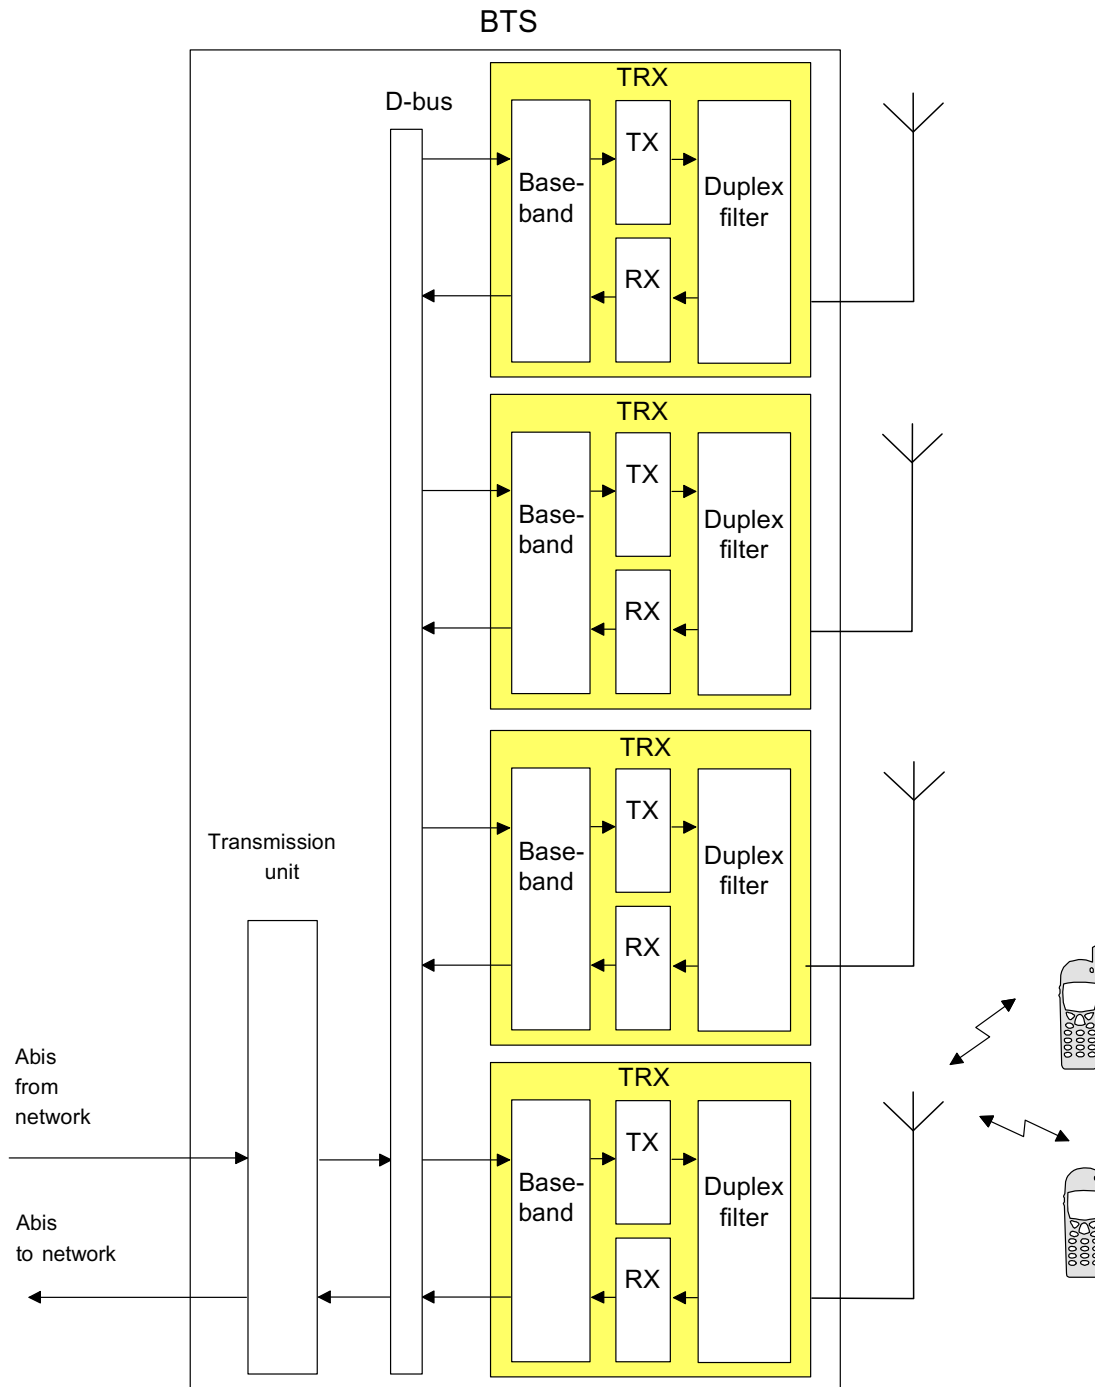 BTS
D-bus
TRX
Base-
band
TX
RX
Duplex
filter
TRX
Base-
band
TX
RX
Duplex
filter
TRX
Base-
band
TX
RX
Duplex
filter
Transmission
unit
TRX
Base-
band
TX
RX
Duplex
filter
Abis
from
network
Abis
to network